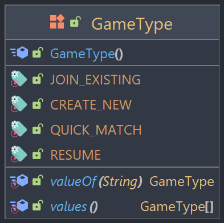 GameType
GameType()
JOIN_EXISTING
CREATE_NEW
QUICK_MATCH
RESUME
valueOf (String) GameType
values () GameType[]